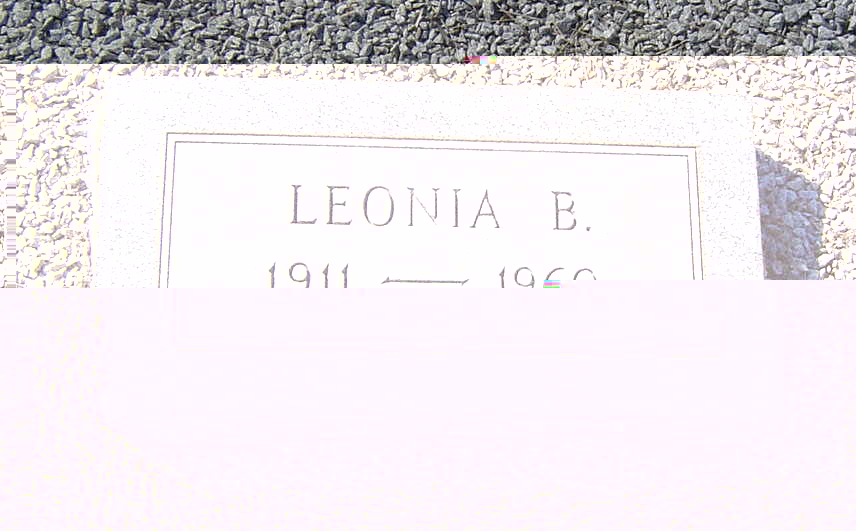 LEONIA B.
1911 —